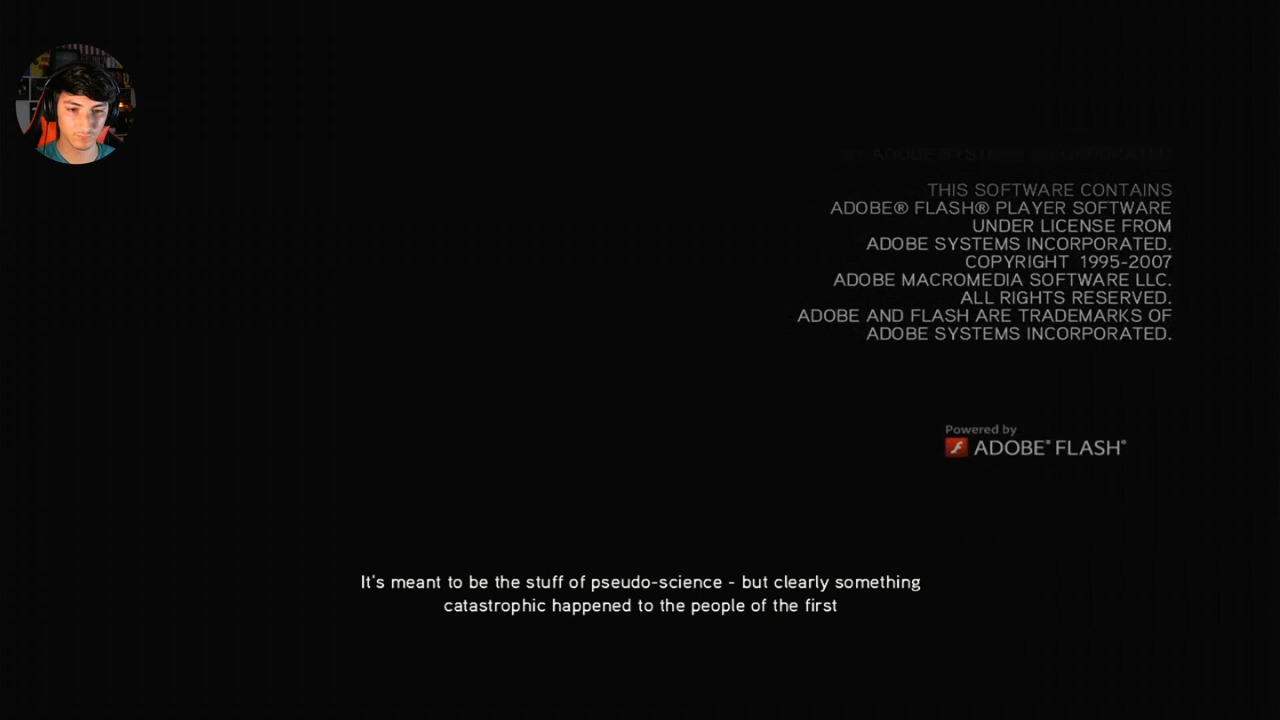 THIS SOFTWARE CONTAINS
ADOBE® FLASH® PLAYER SOFTWARE
UNDER LICENSE FROM
ADOBE SYSTEMS INCORPORATED.
COPYRIGHT 1995-2007
ADOBE MACROMEDIA SOFTWARE LLC.
ALL RIGHTS RESERVED.
ADOBE AND FLASH ARE TRADEMARKS OF
ADOBE SYSTEMS INCORPORATED.
Powered by
ADOBE® FLASH®
It's meant to be the stuff of pseudo-science - but clearly something
catastrophic happened to the people of the first